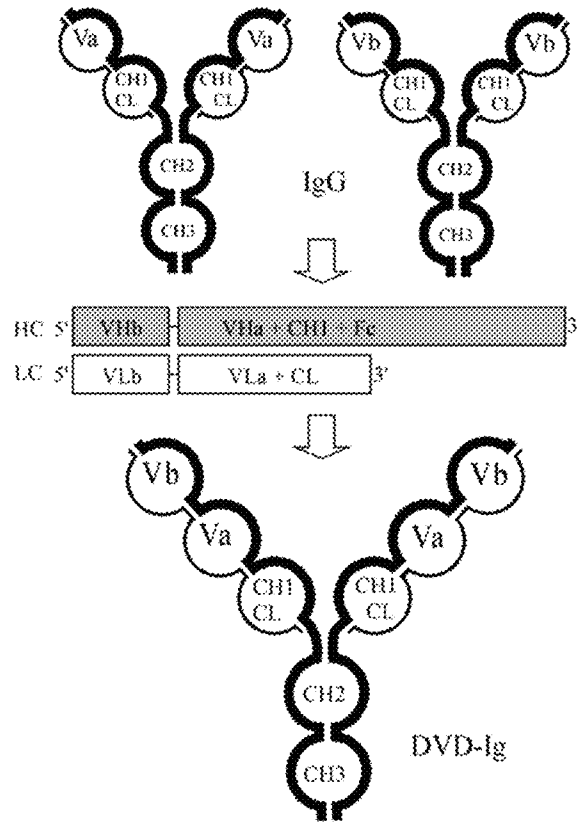 Va Va Vb Vb
CH1 CH1 CH1 CH1
CL CL CL CL
CH2 CH2
IgG
CH3 CH3
HC 5' VHb VHa + CH1 + Fc 3'
LC 5' VLb VLa + CL 3'
Vb Vb
Va Va
CH1 CH1
CL CL
CH2
DVD-Ig
CH3